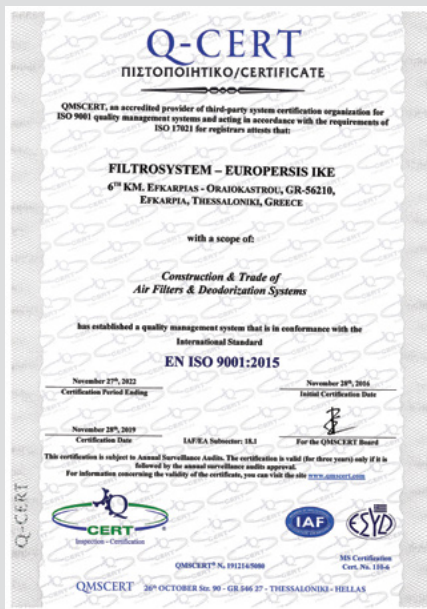 Q-CERT
ΠΙΣΤΟΠΟΙΗΤΙΚΟ/CERTIFICATE
QMSCERT, an accredited provider of third-party system certification organization for
ISO 9001 quality management systems and acting in accordance with the requirements of
ISO 17021 for registrars attests that:
FILTROSYSTEM – EUROPERSIS IKE
6TH KM. EFKARPIAS - ORAIOKASTROU, GR-56210,
EFKARPIA, THESSALONIKI, GREECE
with a scope of:
Construction & Trade of
Air Filters & Deodorization Systems
has established a quality management system that is in conformance with the
International Standard
EN ISO 9001:2015
November 27th, 2022
Certification Period Ending
November 28th, 2016
Initial Certification Date
November 28th, 2019
Certification Date
IAF/EA Subsector: 18.1
For the QMSCERT Board
This certification is subject to Annual Surveillance Audits. The certification is valid (for three years) only if it is
followed by the annual surveillance audits approval.
For information concerning the validity of the certificate, you can visit the site www.qmscert.com
Q-CERT
CERT
Inspection - Certification
IAF
ΕΣΥΔ
MS Certification
Cert. No. 110-6
QMSCERT® N. 191214/5080
QMSCERT 26th OCTOBER Str. 90 - GR 546 27 - THESSALONIKI - HELLAS